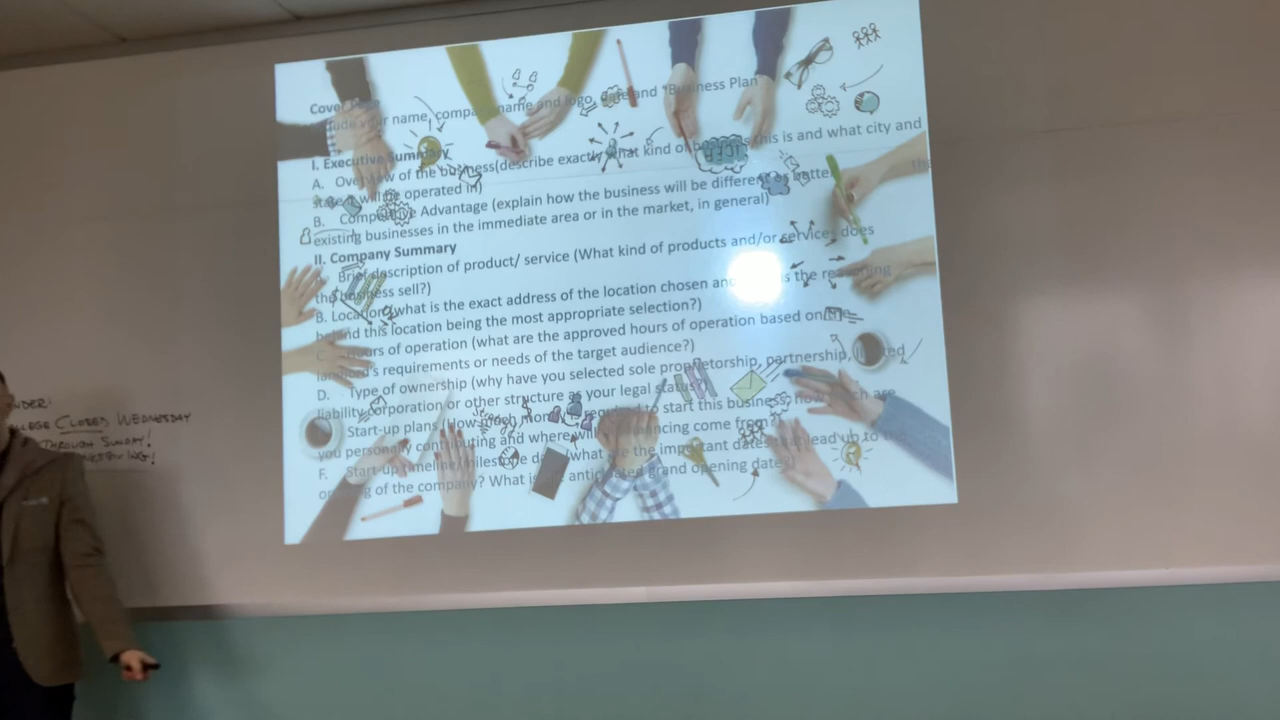 Cover Page
Include your name, company name and logo, date and "Business Plan"
I. Executive Summary
A. Overview of the business(describe exactly what kind of business this is and what city and
state it will be operated in)
B. Competitive Advantage (explain how the business will be different or better
existing businesses in the immediate area or in the market, in general)
II. Company Summary
Brief description of product/ service (What kind of products and/or services does
the business sell?)
B. Location(what is the exact address of the location chosen and is the reasoning
behind this location being the most appropriate selection?)
C. Hours of operation (what are the approved hours of operation based on
landlord's requirements or needs of the target audience?)
D. Type of ownership (why have you selected sole proprietorship, partnership, limited
liability corporation or other structure as your legal status?)
Start-up plans (How much money is required to start this business, how much are
you personally contributing and where will financing come from?
F. Start-up timeline/milestone dates(what are the important dates that lead up to
opening of the company? What is anticipated grand opening date?)
CLOSED WEDNESDAY
THROUGH SUNDAY!